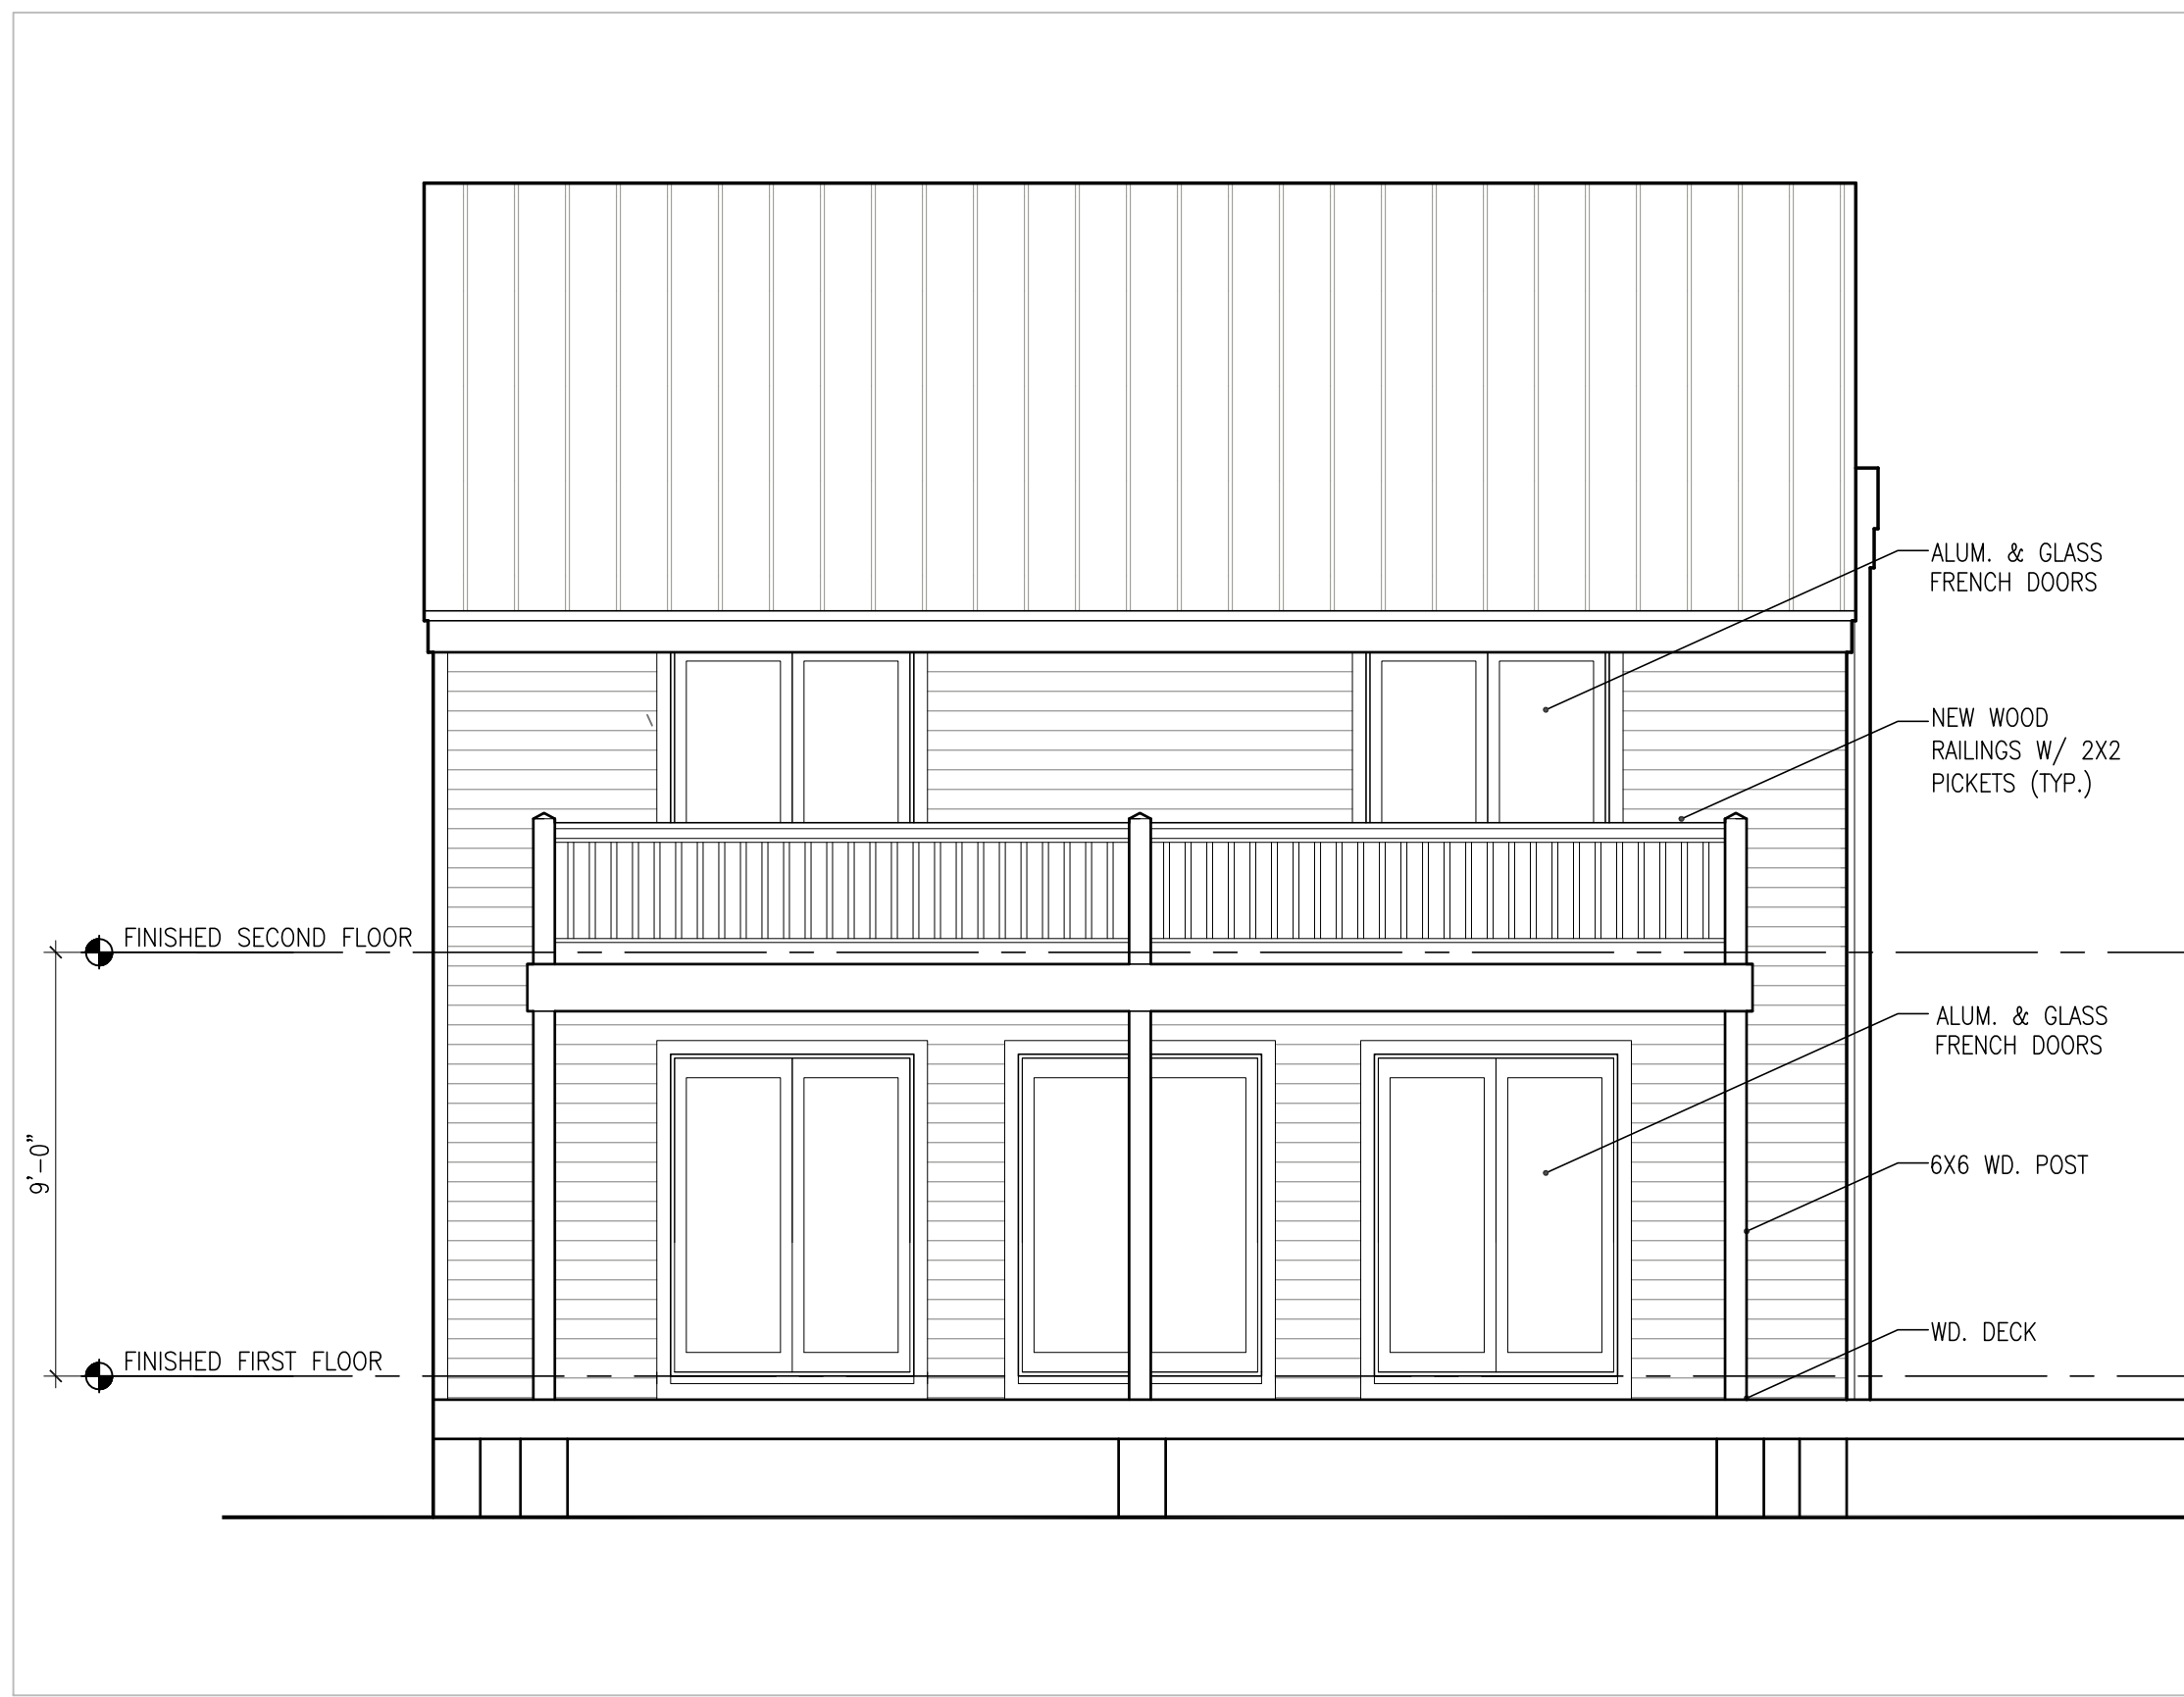 ALUM. & GLASS
FRENCH DOORS
NEW WOOD
RAILINGS W/ 2X2
PICKETS (TYP.)
FINISHED SECOND FLOOR
ALUM. & GLASS
FRENCH DOORS
9'-0"
6X6 WD. POST
WD. DECK
FINISHED FIRST FLOOR